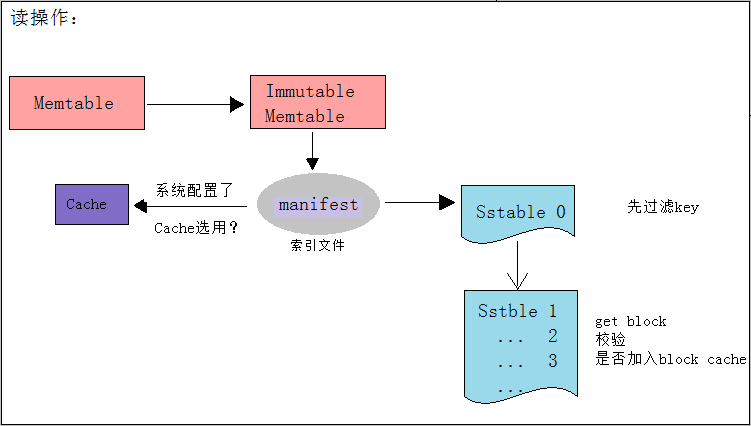 读操作：
Memtable
Immutable
Memtable
系统配置了
Cache
Cache选用？
manifest
索引文件
Sstable 0
先过滤key
Sstble 1
... 2
... 3
...
get block
校验
是否加入block cache